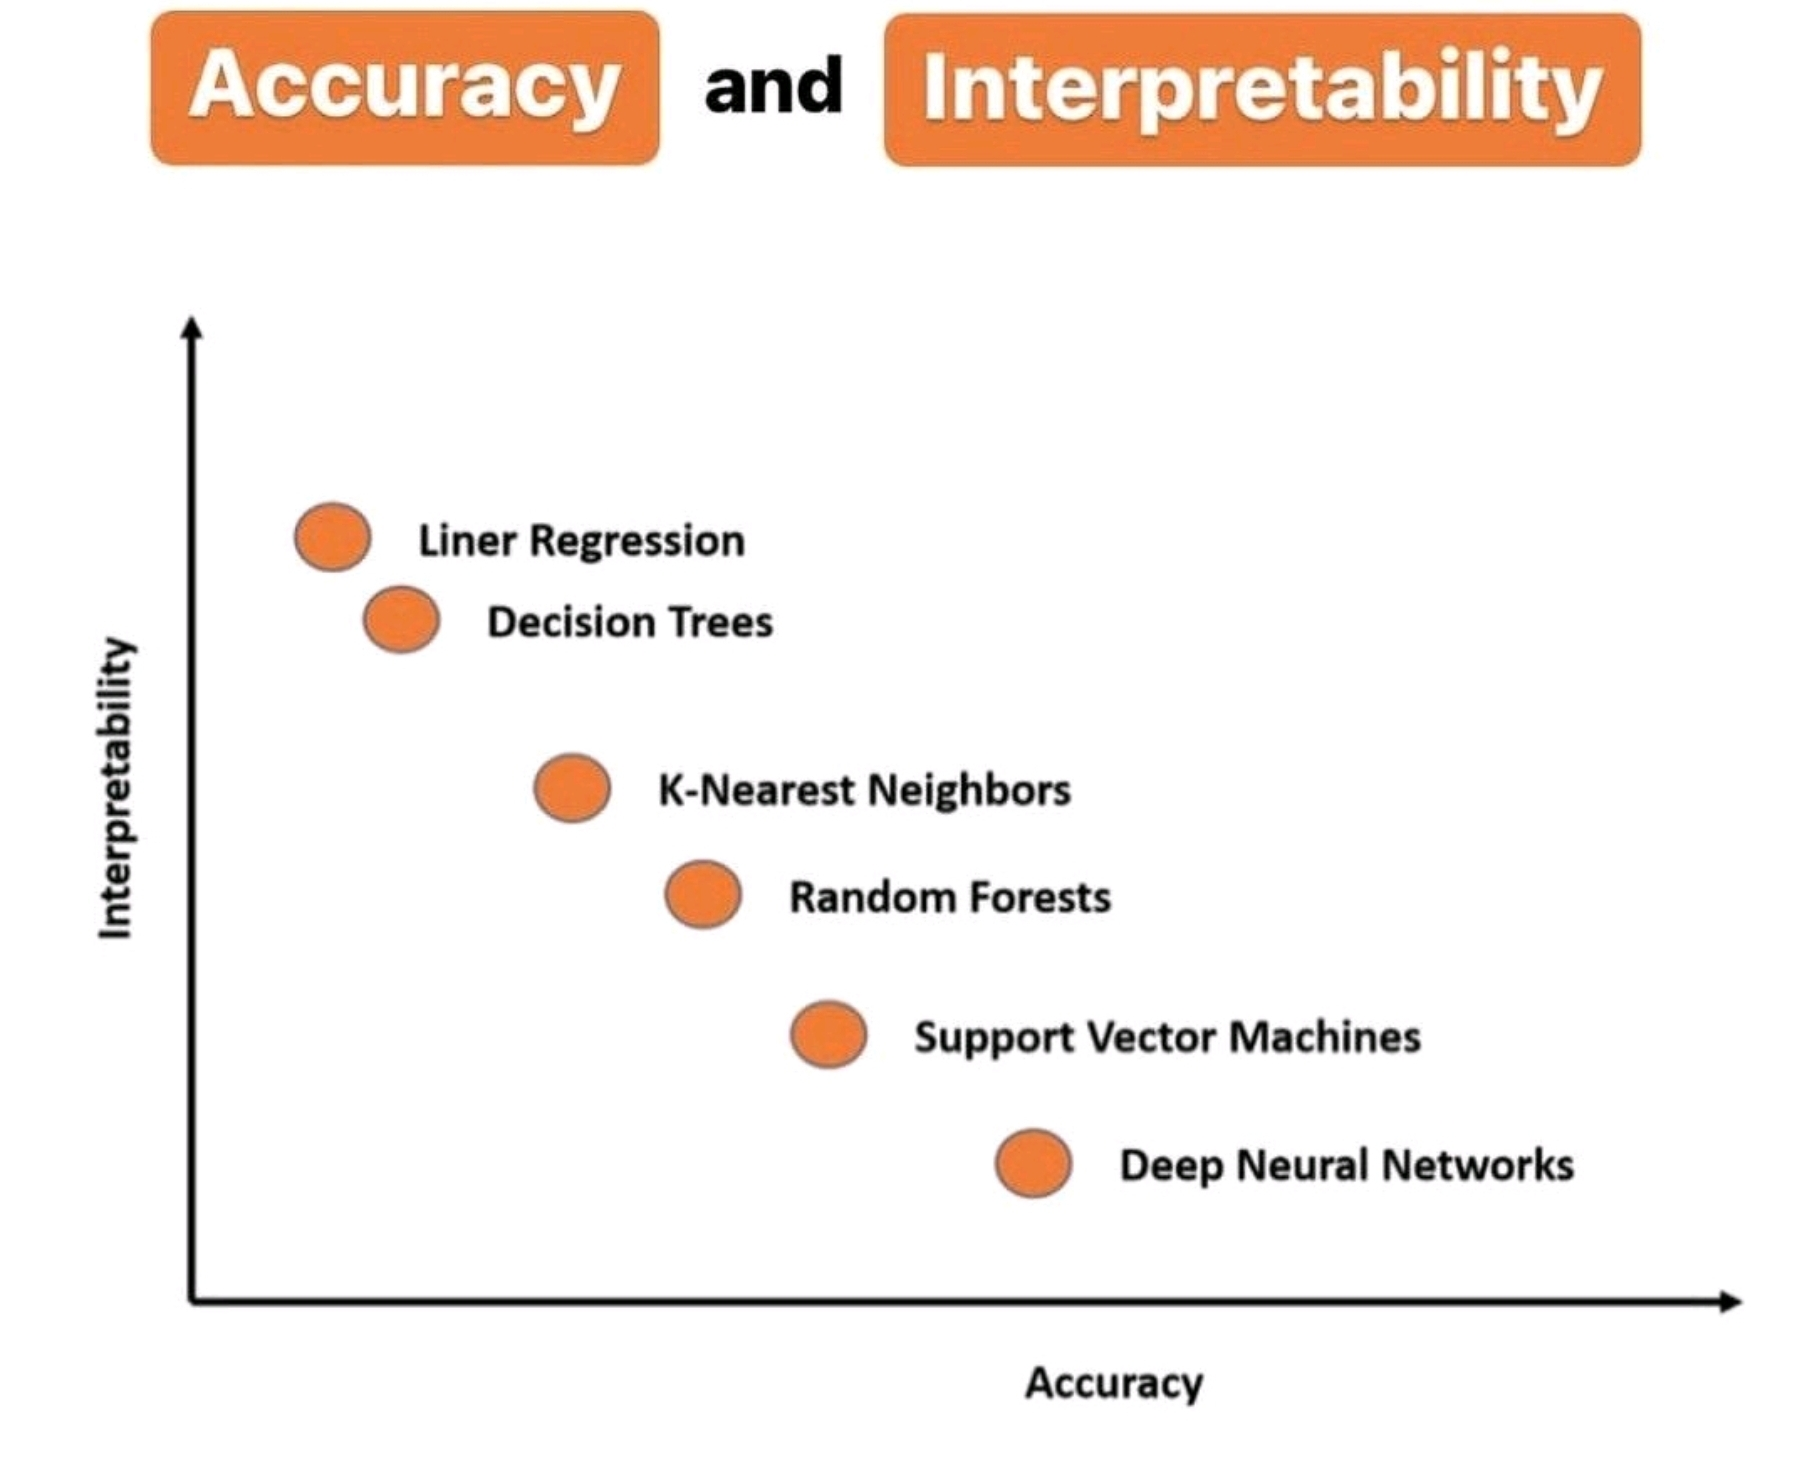 Accuracy and Interpretability
Liner Regression
Decision Trees
Interpretability
K-Nearest Neighbors
Random Forests
Support Vector Machines
Deep Neural Networks
Accuracy